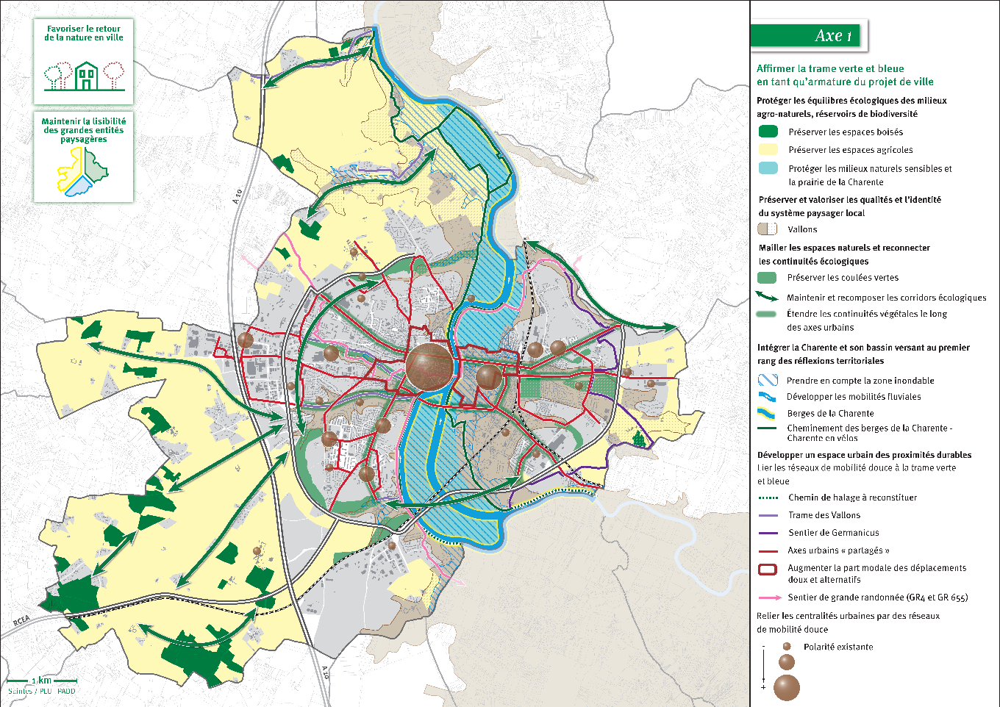 Favoriser le retour
de la nature en ville
Maintenir la lisibilité
des grandes entités
paysagères
A 10
RCEA
A 10
1 km
Saintes / PLU PADD
Axe 1
Affirmer la trame verte et bleue
en tant qu'armature du projet de ville
Protéger les équilibres écologiques des milieux
agro-naturels, réservoirs de biodiversité
Préserver les espaces boisés
Préserver les espaces agricoles
Protéger les milieux naturels sensibles et
la prairie de la Charente
Préserver et valoriser les qualités et l'identité
du système paysager local
Vallons
Mailler les espaces naturels et reconnecter
les continuités écologiques
Préserver les coulées vertes
Maintenir et recomposer les corridors écologiques
Étendre les continuités végétales le long
des axes urbains
Intégrer la Charente et son bassin versant au premier
rang des réflexions territoriales
Prendre en compte la zone inondable
Développer les mobilités fluviales
Berges de la Charente
Cheminement des berges de la Charente -
Charente en vélos
Développer un espace urbain des proximités durables
Lier les réseaux de mobilité douce à la trame verte
et bleue
Chemin de halage à reconstituer
Trame des Vallons
Sentier de Germanicus
Axes urbains « partagés »
Augmenter la part modale des déplacements
doux et alternatifs
Sentier de grande randonnée (GR4 et GR 655)
Relier les centralités urbaines par des réseaux
de mobilité douce
-
Polarité existante
+